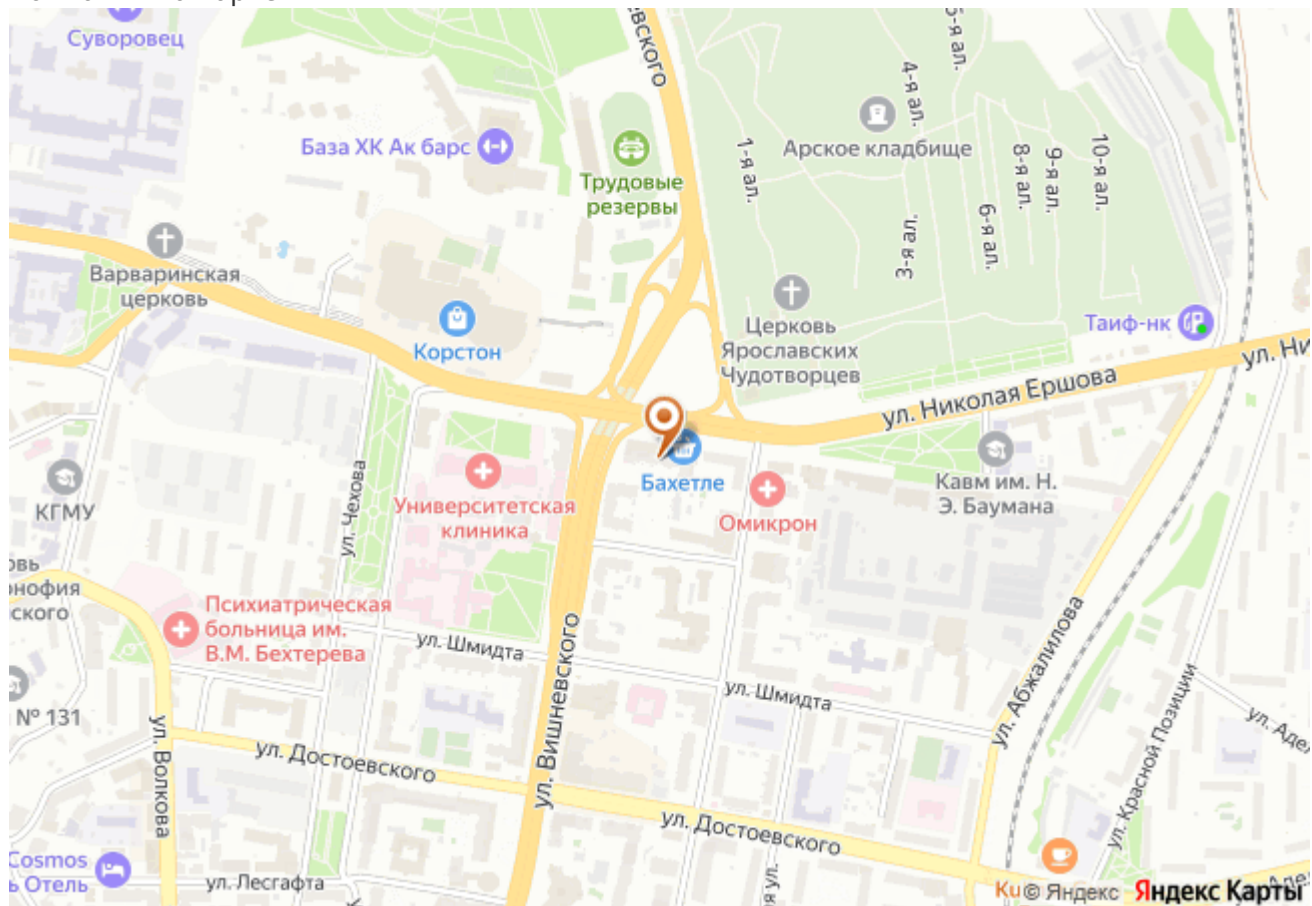 Суворовец
База ХК Ак барс
Трудовые
резервы
Арское кладбище
1-я ал.
4-я ал.
3-я ал.
6-я ал.
8-я ал.
9-я ал.
10-я ал.
Варваринская
церковь
Корстон
Церковь
Ярославских
Чудотворцев
Таиф-нк
ул. Николая Ершова
КГМУ
ул. Чехова
Университетская
клиника
Бахетле
Омикрон
Кавм им. Н.
Э. Баумана
Психиатрическая
больница им.
В.М. Бехтерева
ул. Шмидта
ул. Вишневского
ул. Шмидта
ул. Абжалилова
ул. Красной Позиции
№ 131
ул. Волкова
ул. Достоевского
ул. Достоевского
Cosmos
Отель
ул. Лесгафта
© Яндекс Яндекс Карты